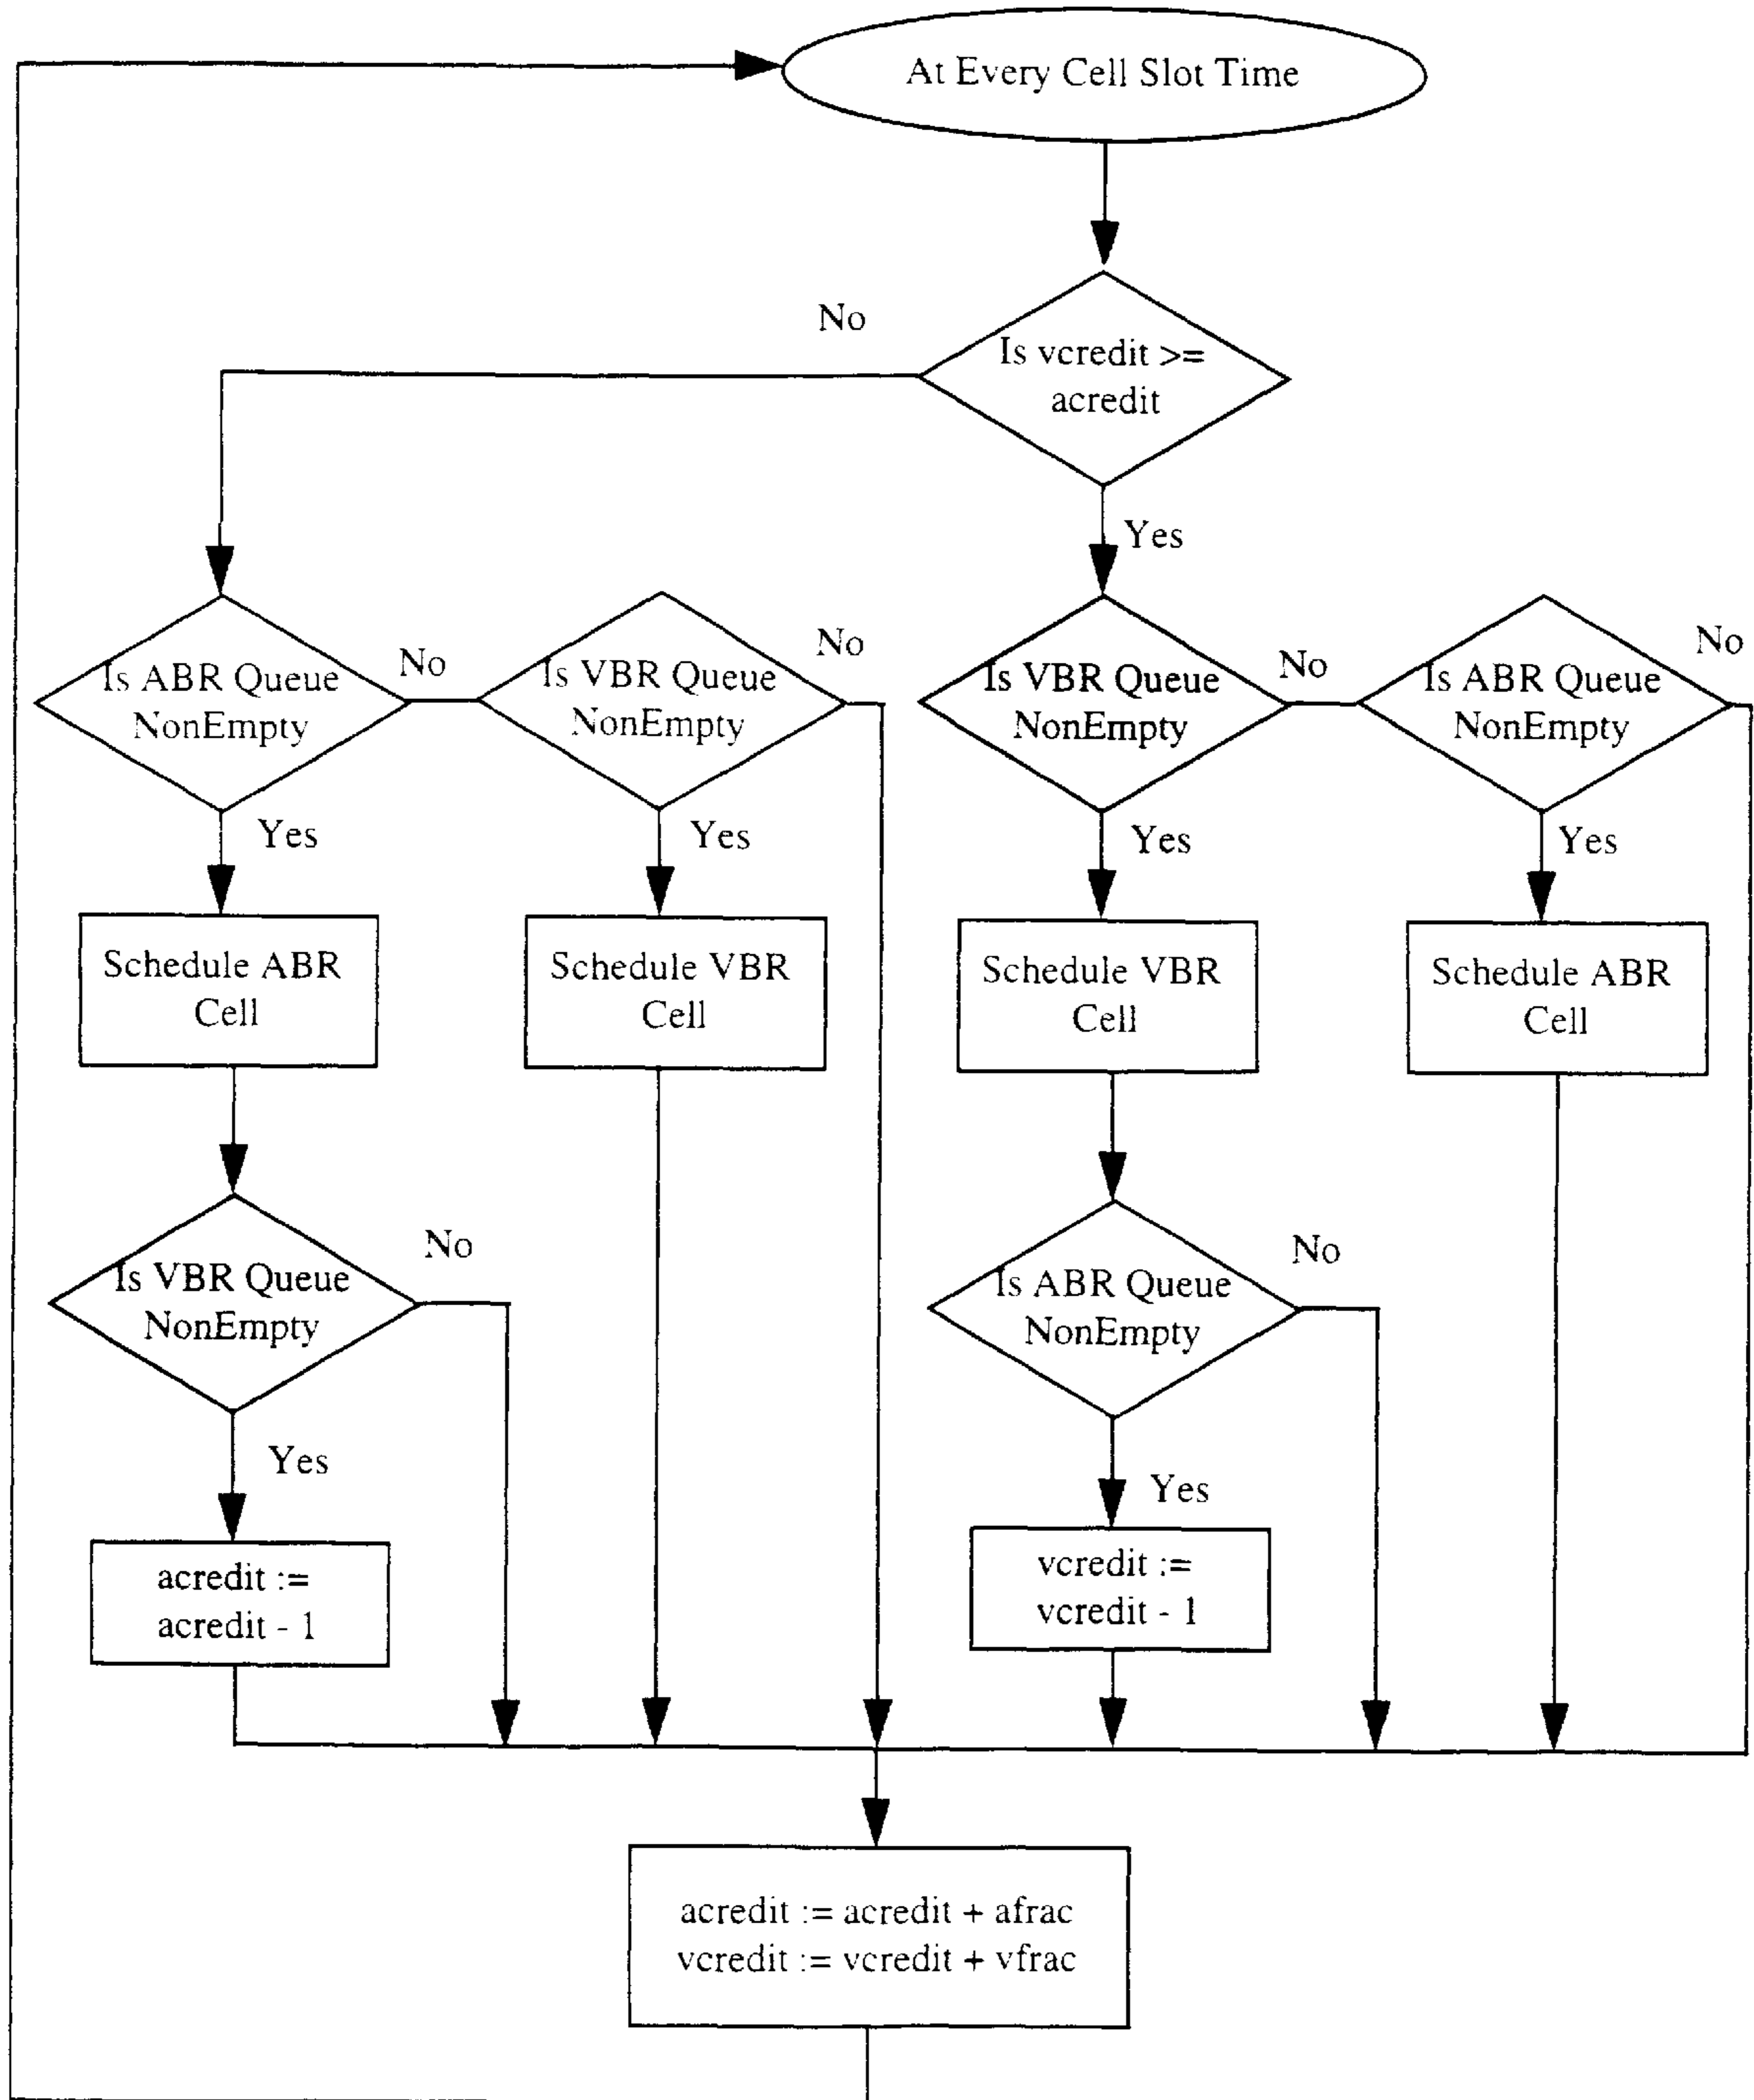 At Every Cell Slot Time
No
Is vcredit >=
acredit
Yes
Is ABR Queue
NonEmpty
No
Is VBR Queue
NonEmpty
No
Is VBR Queue
NonEmpty
No
Is ABR Queue
NonEmpty
No
Yes
Yes
Yes
Yes
Schedule ABR
Cell
Schedule VBR
Cell
Schedule VBR
Cell
Schedule ABR
Cell
Is VBR Queue
NonEmpty
No
Is ABR Queue
NonEmpty
No
Yes
Yes
acredit :=
acredit - 1
vcredit :=
vcredit - 1
acredit := acredit + afrac
vcredit := vcredit + vfrac